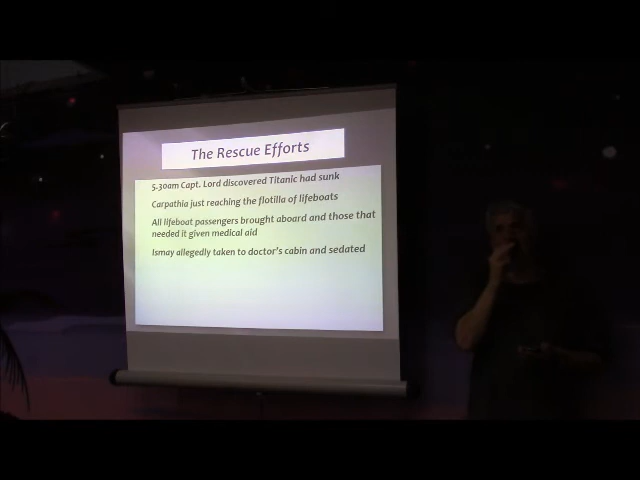 The Rescue Efforts
5.30am Capt. Lord discovered Titanic had sunk
Carpathia just reaching the flotilla of lifeboats
All lifeboat passengers brought aboard and those that
needed it given medical aid
Ismay allegedly taken to doctor's cabin and sedated